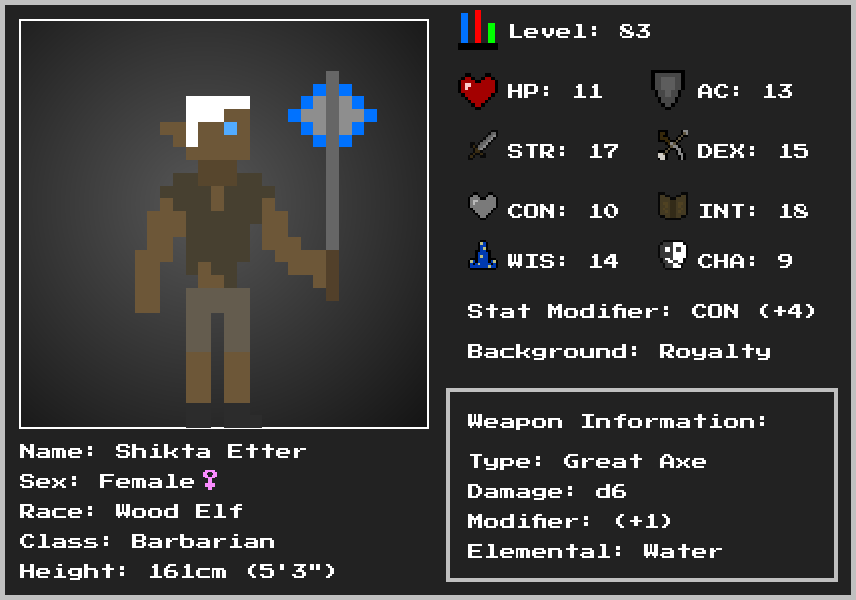 Level: 83
HP: 11
AC: 13
STR: 17
DEX: 15
CON: 10
INT: 18
WIS: 14
CHA: 9
Stat Modifier: CON (+4)
Background: Royalty
Name: Shikta Etter
Sex: Female♀
Race: Wood Elf
Class: Barbarian
Height: 161cm (5'3")
Weapon Information:
Type: Great Axe
Damage: d6
Modifier: (+1)
Elemental: Water